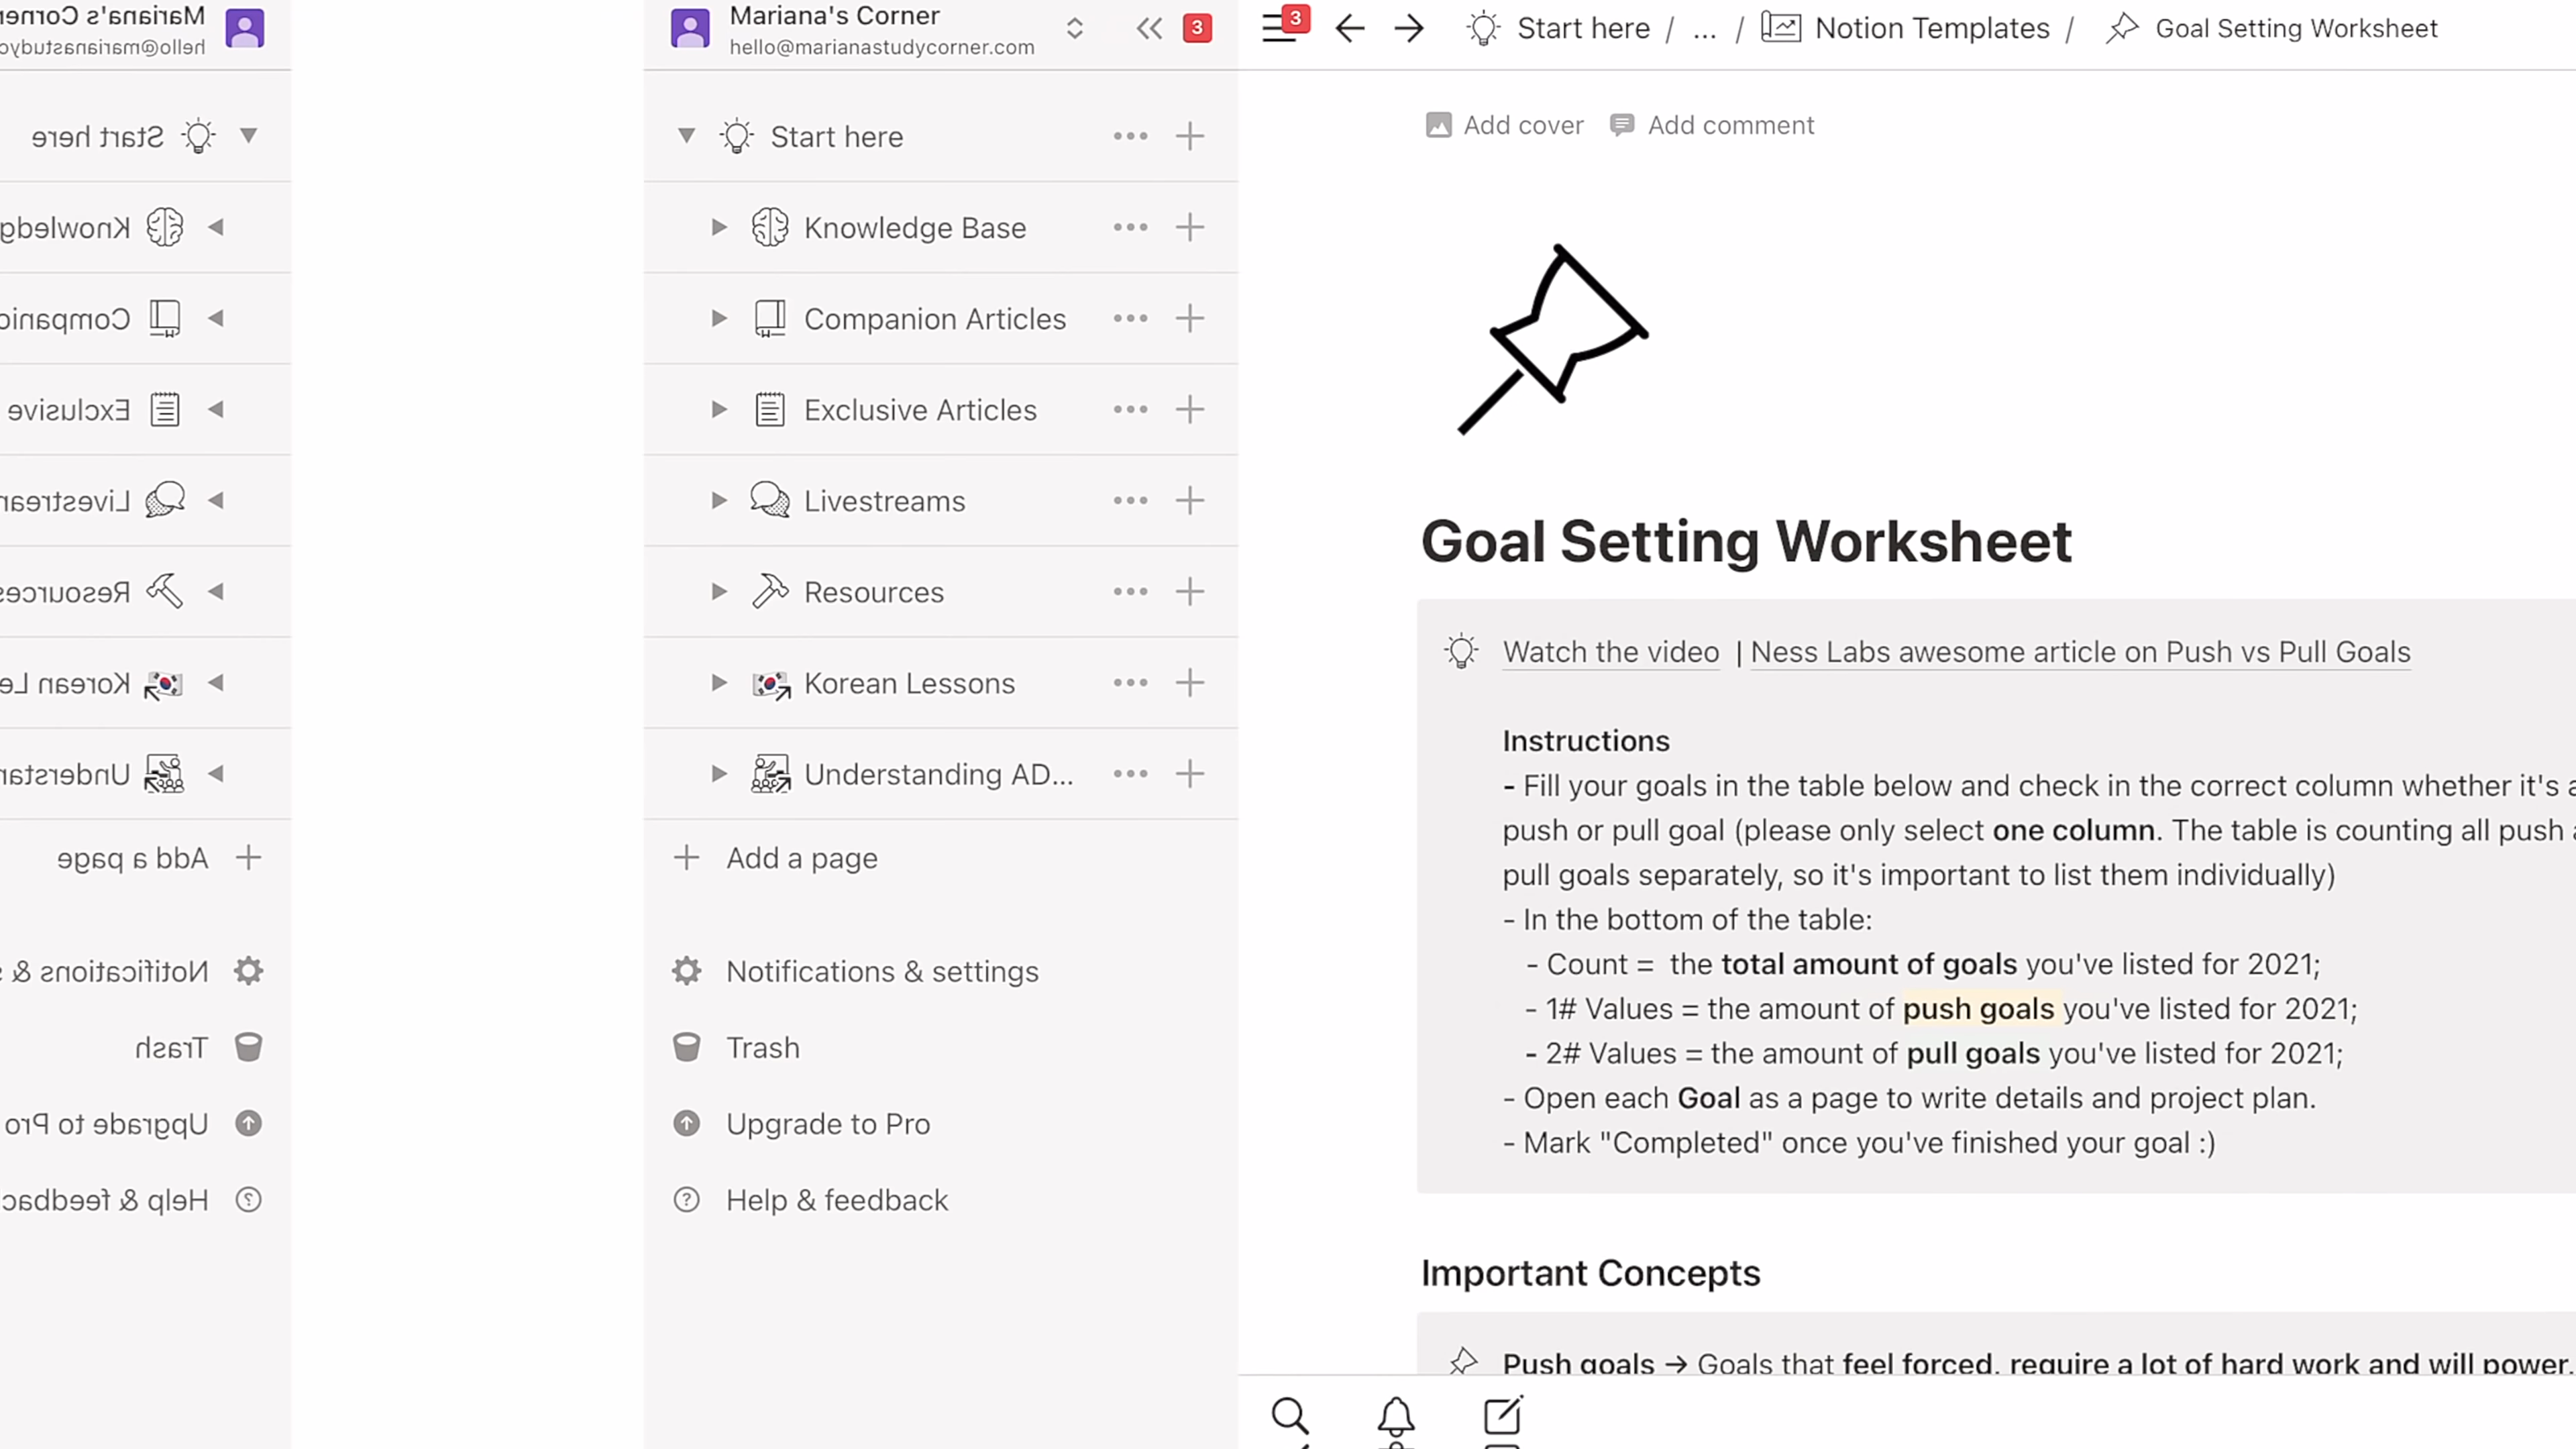 Mariana's Corner
hello@marianastudycorner.com
3
Start here
Knowledge Base
Companion Articles
Exclusive Articles
Livestreams
Resources
Korean Lessons
Understanding AD...
Add a page
Notifications & settings
Trash
Upgrade to Pro
Help & feedback
3
Start here / ... / Notion Templates / Goal Setting Worksheet
Add cover Add comment
Goal Setting Worksheet
Watch the video | Ness Labs awesome article on Push vs Pull Goals
Instructions
- Fill your goals in the table below and check in the correct column whether it's a
push or pull goal (please only select one column. The table is counting all push a
pull goals separately, so it's important to list them individually)
- In the bottom of the table:
- Count = the total amount of goals you've listed for 2021;
- 1# Values = the amount of push goals you've listed for 2021;
- 2# Values = the amount of pull goals you've listed for 2021;
- Open each Goal as a page to write details and project plan.
- Mark "Completed" once you've finished your goal :)
Important Concepts
Push goals → Goals that feel forced, require a lot of hard work and will power.